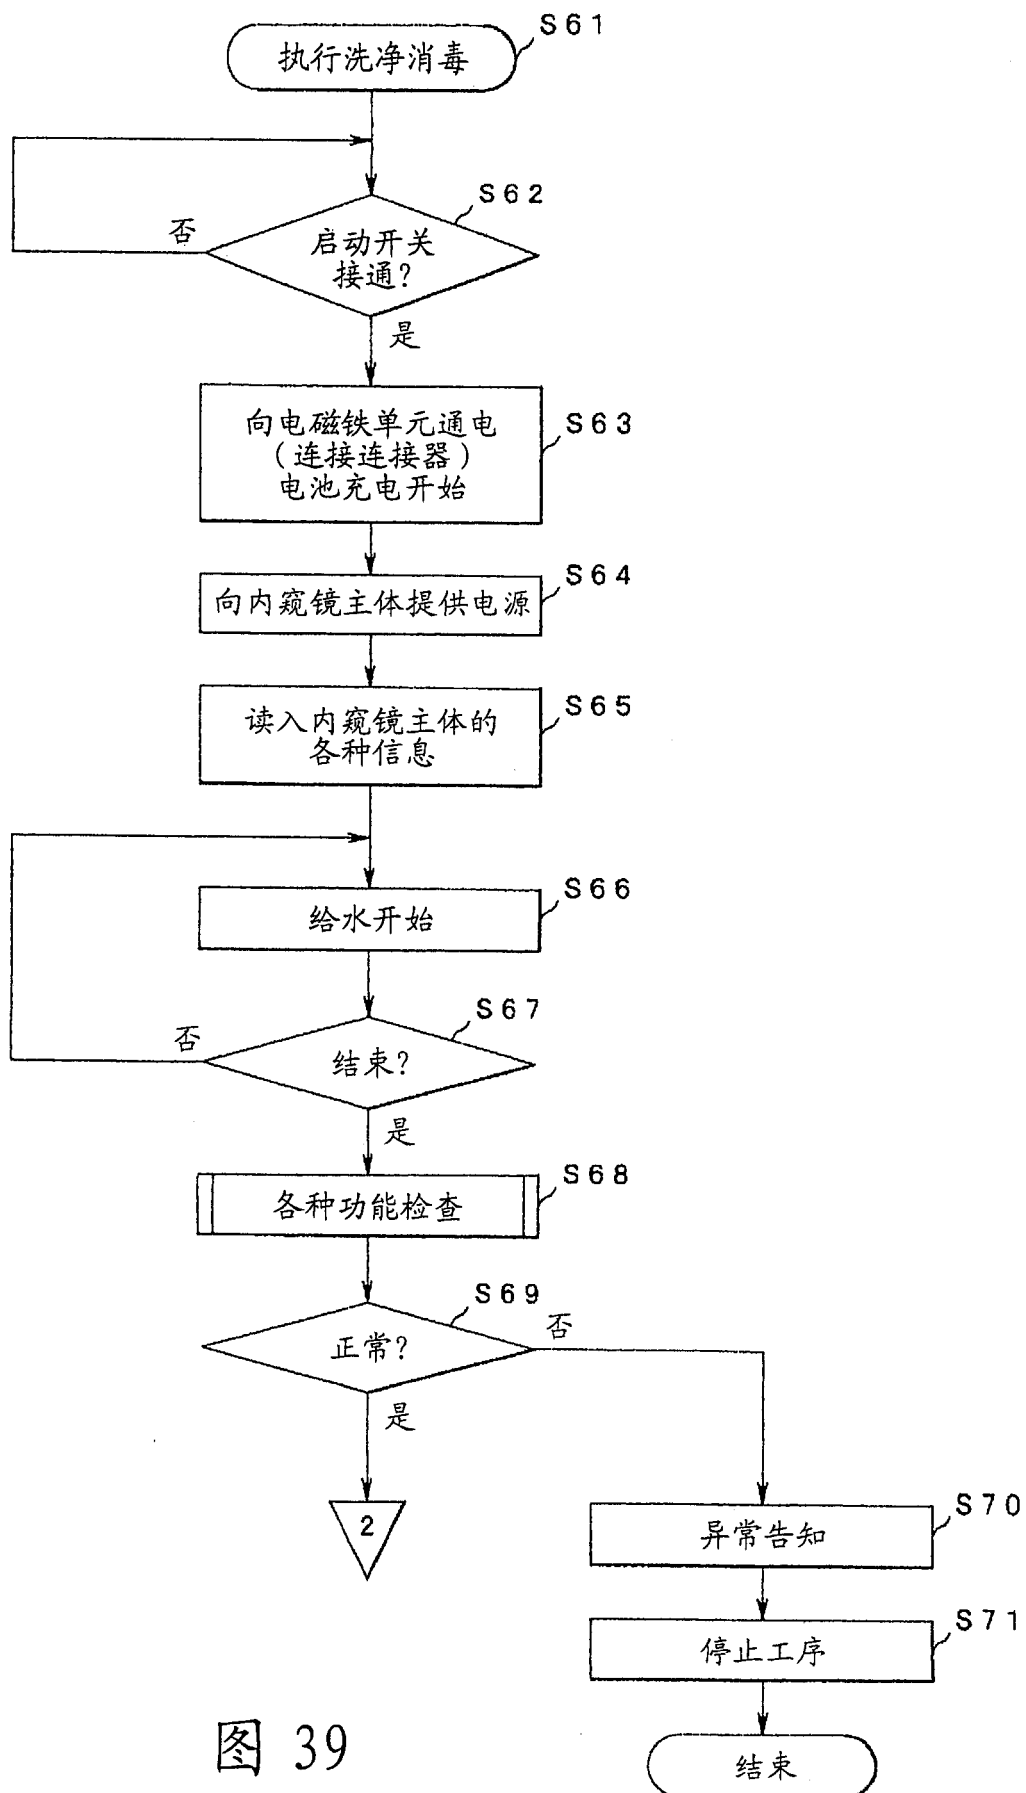 执行洗净消毒
S61
启动开关
接通?
S62
否
是
向电磁铁单元通电
(连接连接器)
电池充电开始
S63
向内窥镜主体提供电源
S64
读入内窥镜主体的
各种信息
S65
给水开始
S66
结束?
S67
否
是
各种功能检查
S68
正常?
S69
否
是
2
异常告知
S70
停止工序
S71
结束
图 39